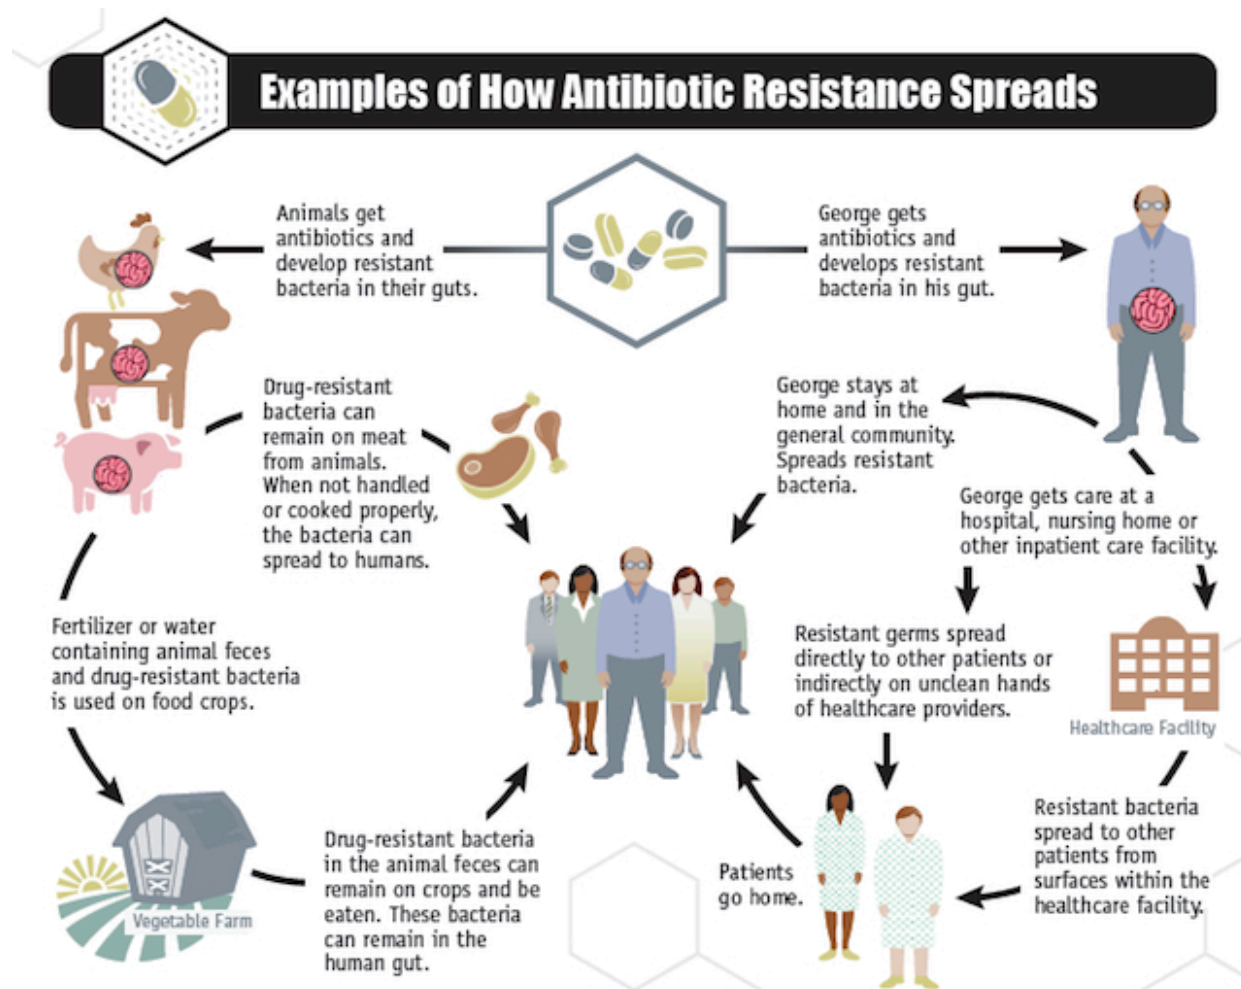 Examples of How Antibiotic Resistance Spreads
Animals get
antibiotics and
develop resistant
bacteria in their guts.
George gets
antibiotics and
develops resistant
bacteria in his gut.
Drug-resistant
bacteria can
remain on meat
from animals.
When not handled
or cooked properly,
the bacteria can
spread to humans.
George stays at
home and in the
general community.
Spreads resistant
bacteria.
George gets care at a
hospital, nursing home or
other inpatient care facility.
Fertilizer or water
containing animal feces
and drug-resistant bacteria
is used on food crops.
Resistant germs spread
directly to other patients or
indirectly on unclean hands
of healthcare providers.
Healthcare Facility
Vegetable Farm
Drug-resistant bacteria
in the animal feces can
remain on crops and be
eaten. These bacteria
can remain in the
human gut.
Patients
go home.
Resistant bacteria
spread to other
patients from
surfaces within the
healthcare facility.